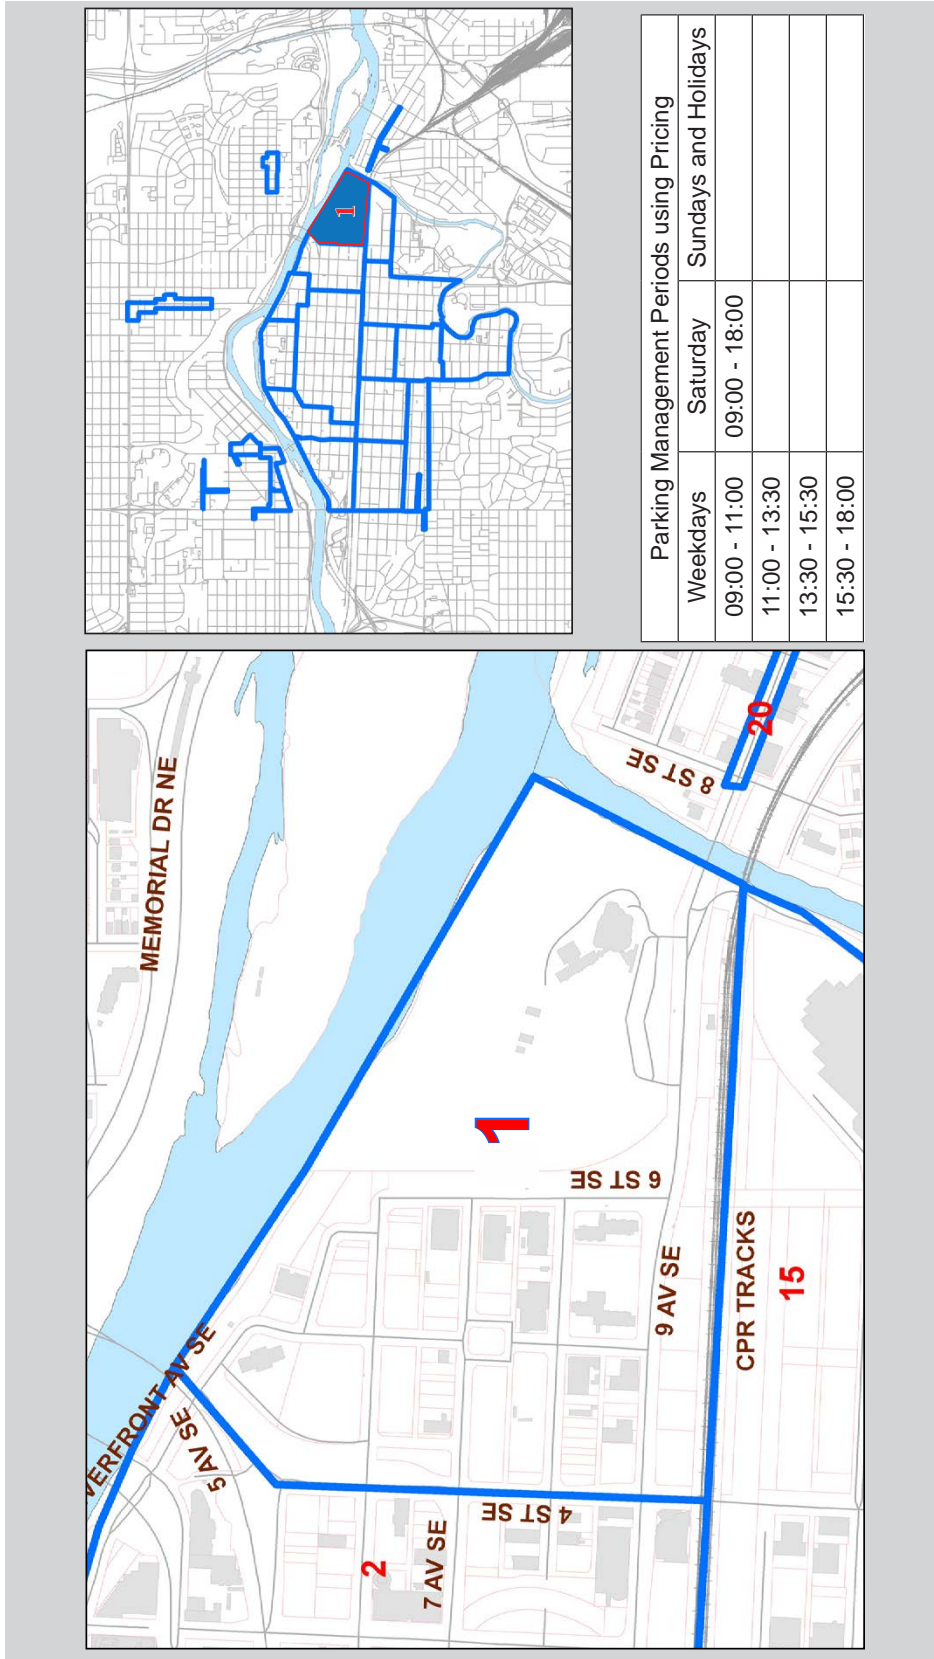 MEMORIAL DR NE
VERFRONT AV SE
5 AV SE
4 ST SE
2
7 AV SE
1
6 ST SE
9 AV SE
CPR TRACKS
15
8 ST SE
20
1
Parking Management Periods using Pricing
Weekdays Saturday Sundays and Holidays
09:00 - 11:00 09:00 - 18:00
11:00 - 13:30
13:30 - 15:30
15:30 - 18:00